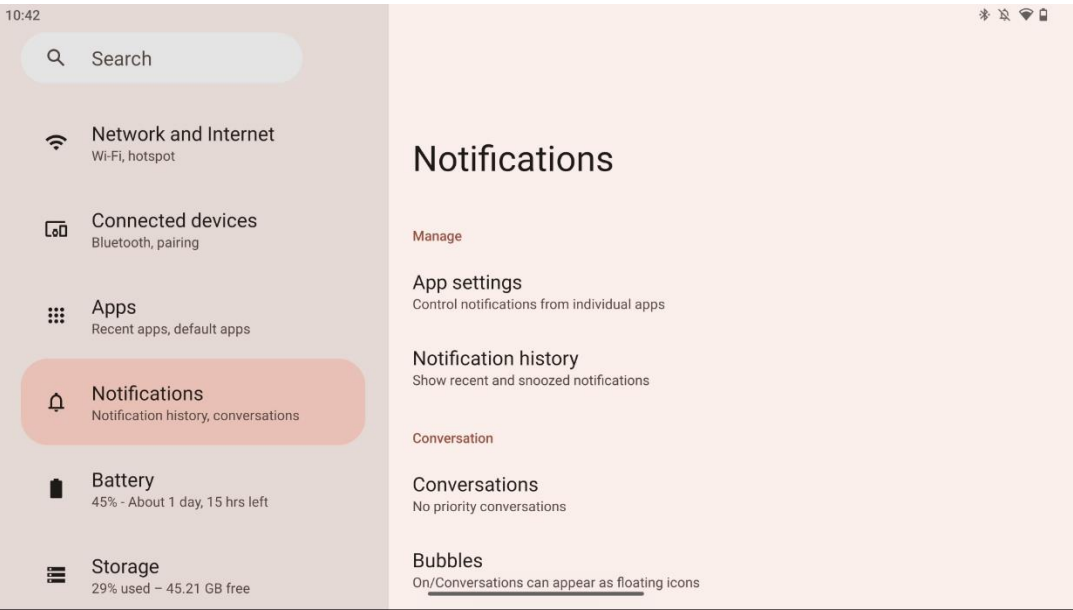 10:42
Search
Network and Internet
Wi-Fi, hotspot
Connected devices
Bluetooth, pairing
Apps
Recent apps, default apps
Notifications
Notification history, conversations
Battery
45% - About 1 day, 15 hrs left
Storage
29% used – 45.21 GB free
Notifications
Manage
App settings
Control notifications from individual apps
Notification history
Show recent and snoozed notifications
Conversation
Conversations
No priority conversations
Bubbles
On/Conversations can appear as floating icons